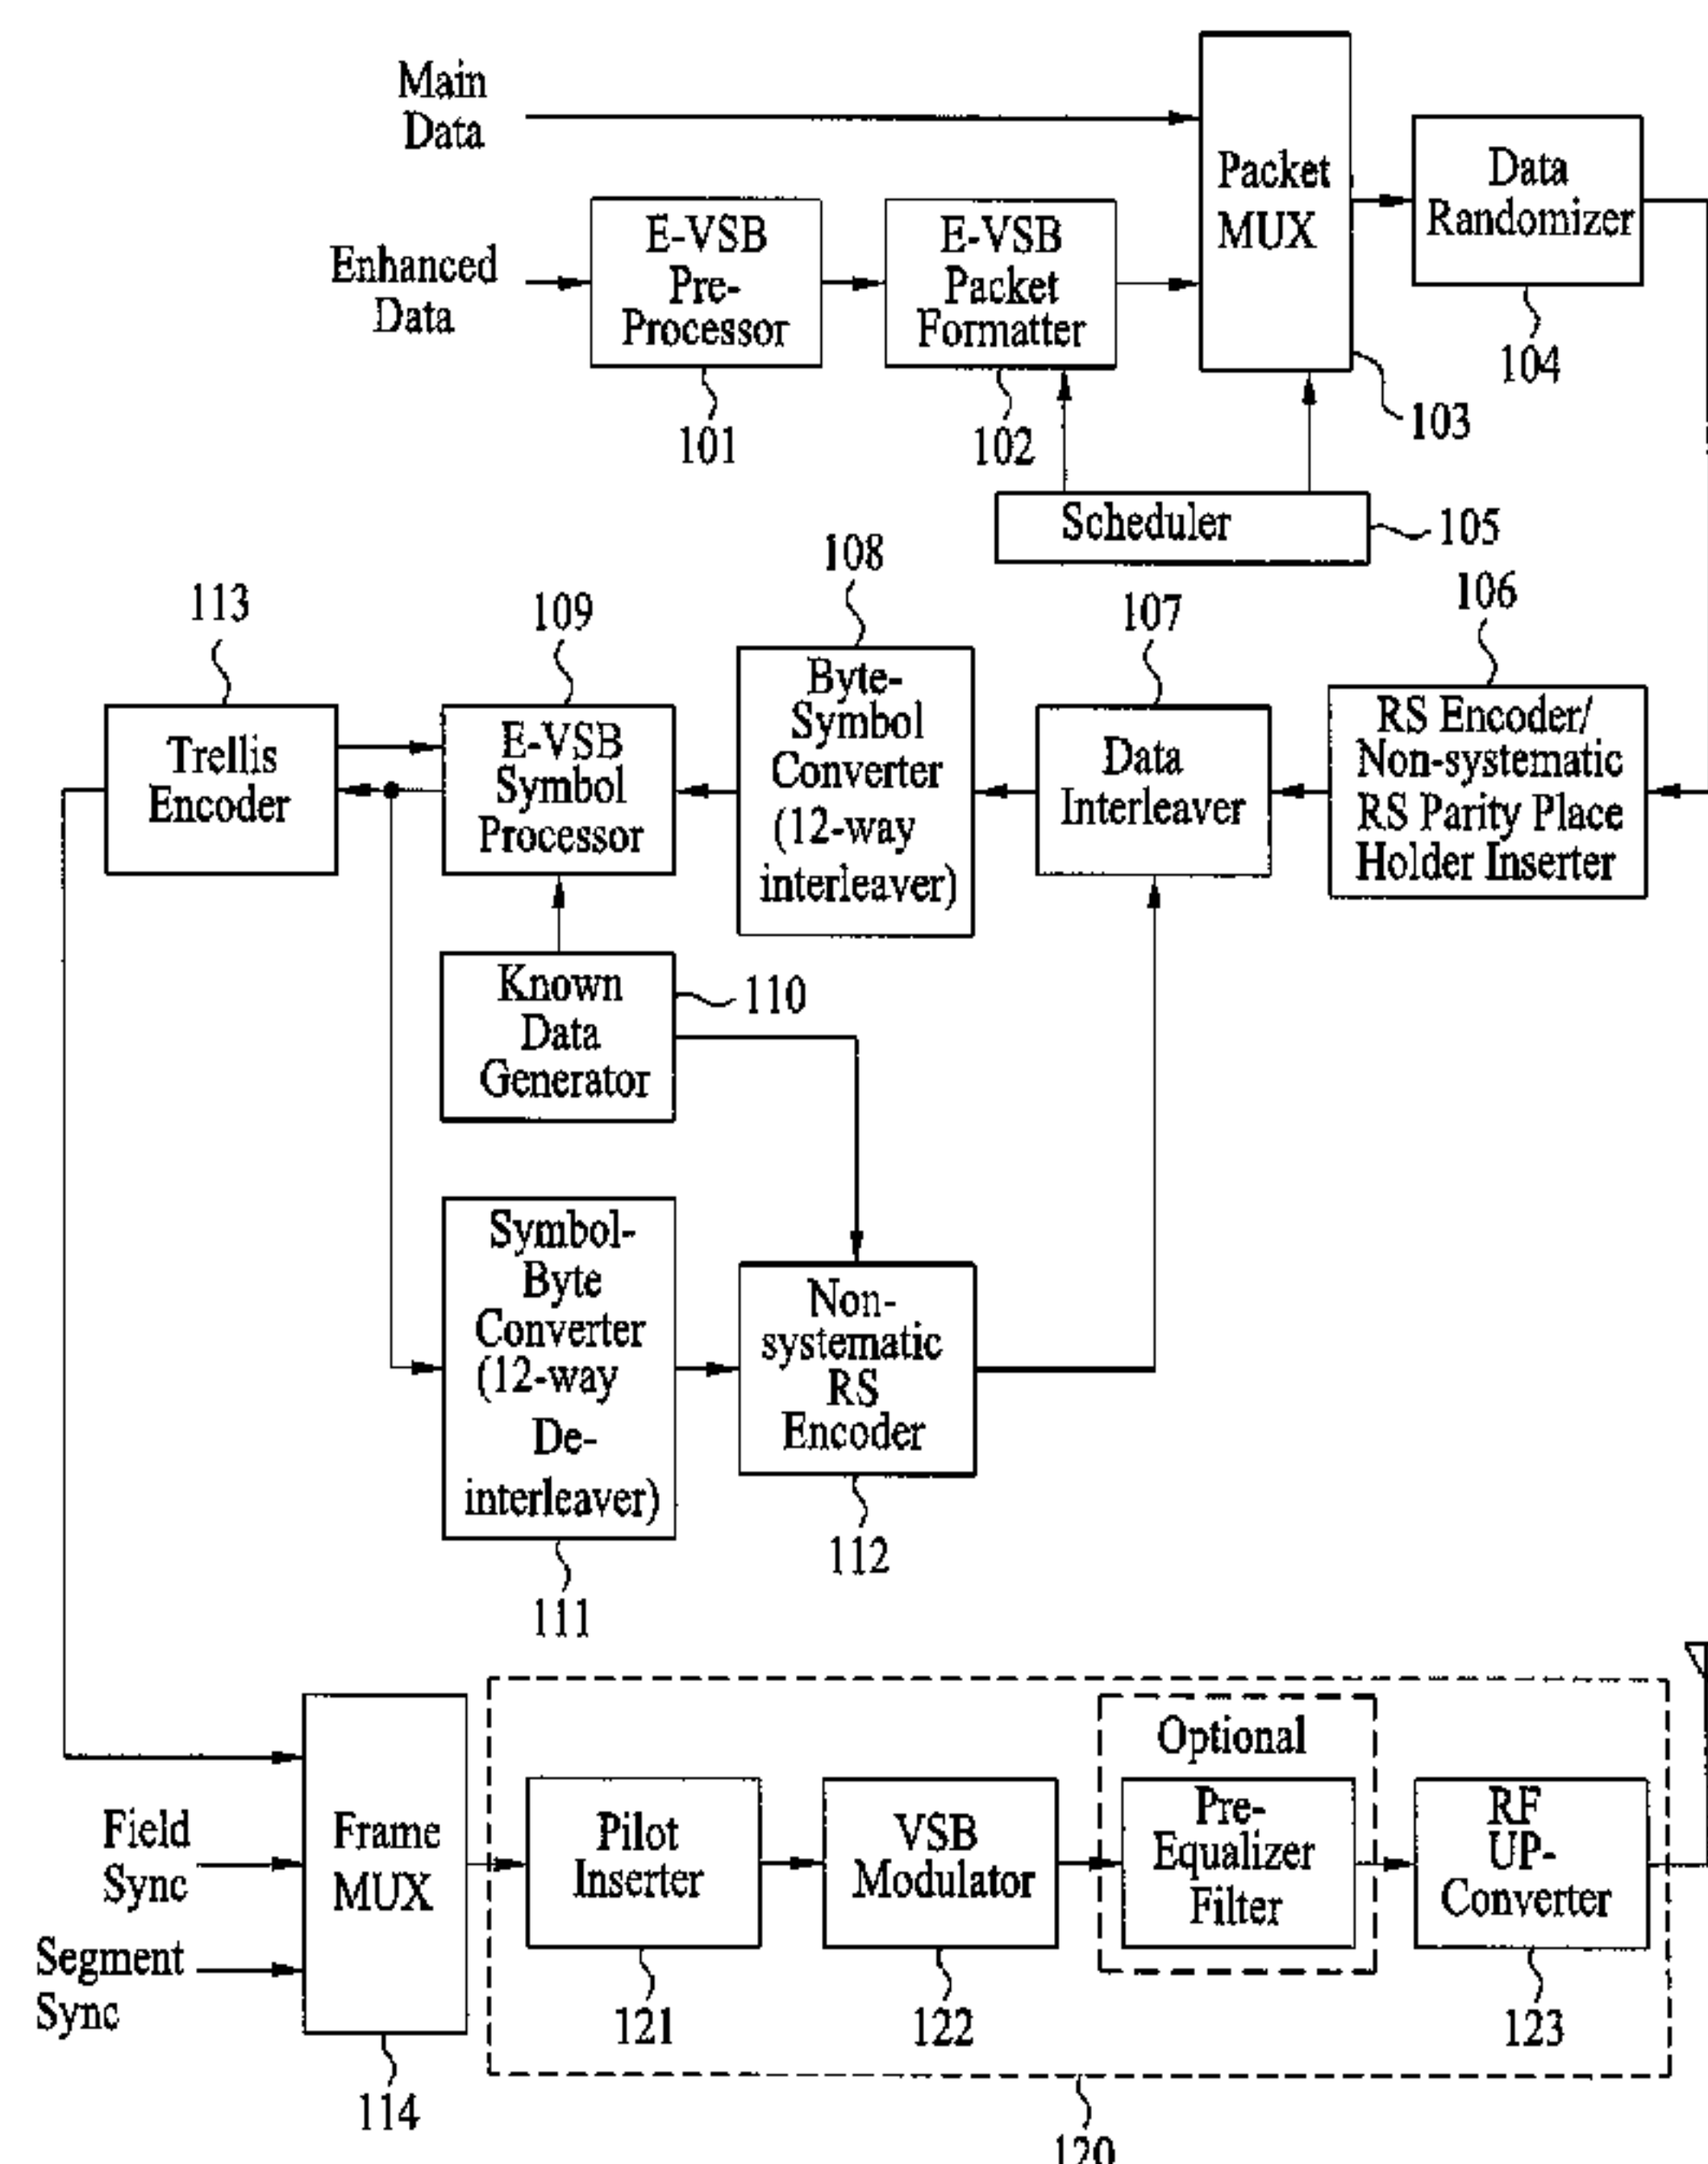 Main
Data
Packet
MUX
Data
Randomizer
Enhanced
Data
E-VSB
Pre-
Processor
E-VSB
Packet
Formatter
101
102
103
104
Scheduler
105
113
109
108
107
106
Trellis
Encoder
E-VSB
Symbol
Processor
Byte-
Symbol
Converter
(12-way
interleaver)
Data
Interleaver
RS Encoder/
Non-systematic
RS Parity Place
Holder Inserter
Known
Data
Generator
110
Symbol-
Byte
Converter
(12-way
De-
interleaver)
Non-
systematic
RS
Encoder
111
112
Field
Sync
Segment
Sync
Frame
MUX
Pilot
Inserter
VSB
Modulator
Optional
Pre-
Equalizer
Filter
RF
UP-
Converter
121
122
123
114
120